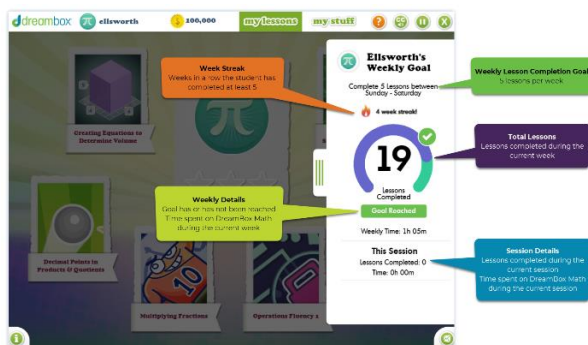 dreambox
ellsworth
200,000
my lessons
my stuff
?
X
Week Streak
Weeks in a row the student has
completed at least 5
Ellsworth's
Weekly Goal
Complete 5 Lessons between
Sunday - Saturday
4 week streak!
Weekly Lesson Completion Goal
5 lessons per week
Creating Equations to
Determine Volume
19
Lessons
Completed
Total Lessons
Lessons completed during the
current week
Weekly Details
Goal has or has not been reached
Time spent on DreamBox Math
during the current week
Goal Reached
Weekly Time: 1h 05m
This Session
Lessons Completed: 0
Time: 0h 00m
Session Details
Lessons completed during the
current session
Time spent on DreamBox Math
during the current session
Decimal Points in
Products & Quotients
10
Multiplying Fractions
Operations Fluency 1